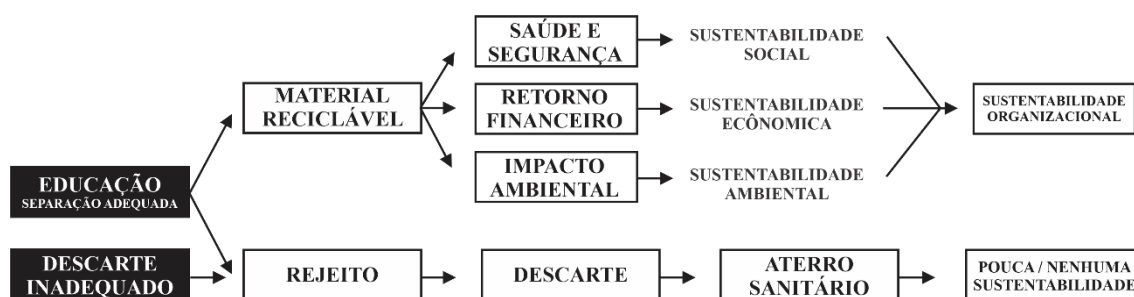 SAÚDE E
SEGURANÇA
SUSTENTABILIDADE
SOCIAL
MATERIAL
RECICLÁVEL
RETORNO
FINANCEIRO
SUSTENTABILIDADE
ECÔNOMICA
SUSTENTABILIDADE
ORGANIZACIONAL
IMPACTO
AMBIENTAL
SUSTENTABILIDADE
AMBIENTAL
EDUCAÇÃO
SEPARAÇÃO ADEQUADA
DESCARTE
INADEQUADO
REJEITO
DESCARTE
ATERRO
SANITÁRIO
POUCA / NENHUMA
SUSTENTABILIDADE